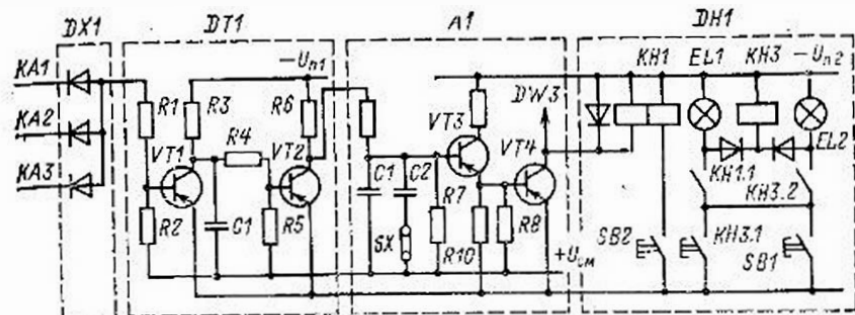 DX1
DT1
A1
DH1
KA1
KA2
KA3
R1
R3
R6
-Uп1
R4
VT1
VT2
R2
C1
R5
C1
C2
SX
R7
R10
VT3
DW3
VT4
R8
+Uсм
KH1
EL1
KH3
-Uп2
EL2
KH1.1
KH3.2
SB2
KH3.1
SB1